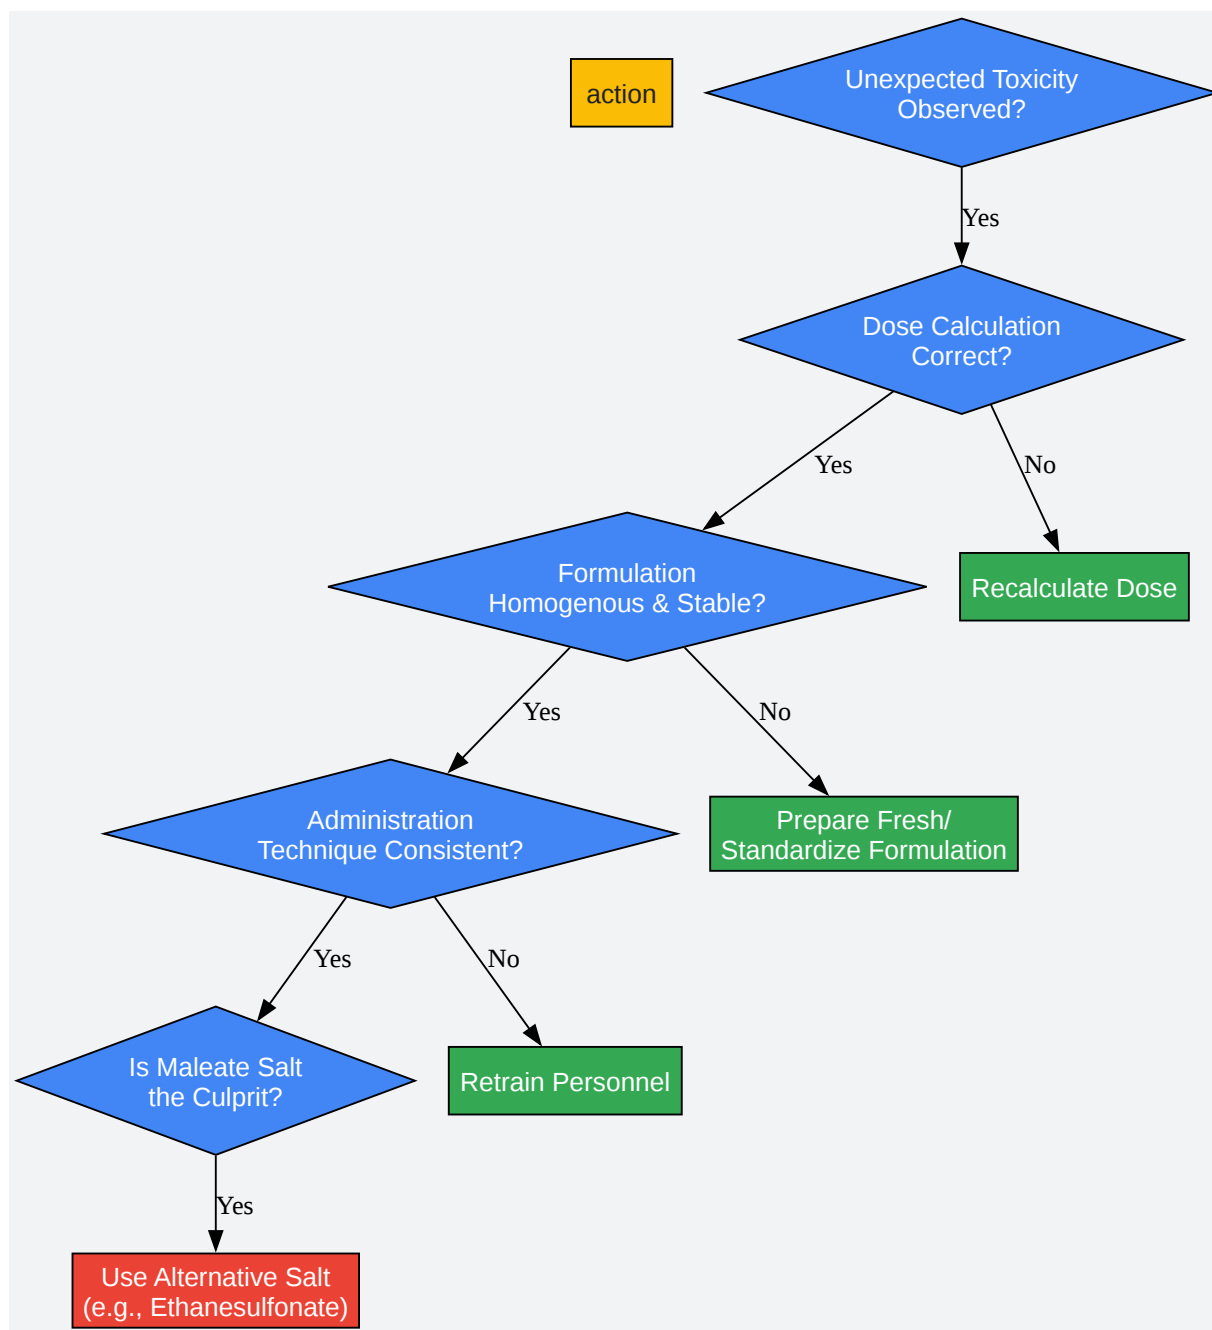 action
Unexpected Toxicity
Observed?
Yes
Dose Calculation
Correct?
Yes
No
Formulation
Homogenous & Stable?
Recalculate Dose
Yes
No
Administration
Technique Consistent?
Prepare Fresh/
Standardize Formulation
Yes
No
Is Maleate Salt
the Culprit?
Retrain Personnel
Yes
Use Alternative Salt
(e.g., Ethanesulfonate)